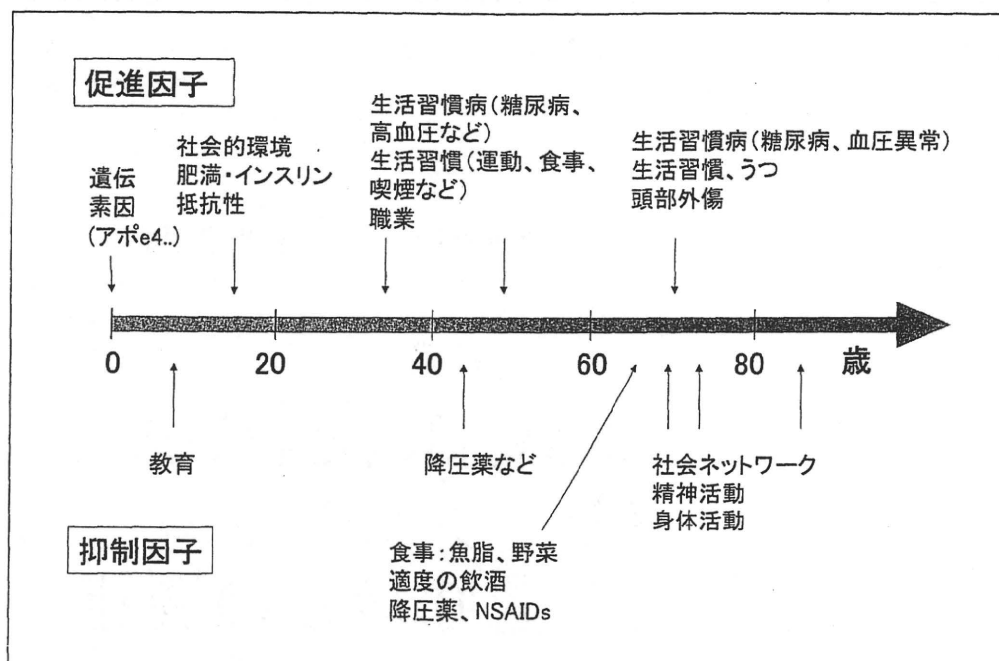 促進因子
遺伝
素因
(アポe4..)
社会的環境
肥満・インスリン
抵抗性
生活習慣病(糖尿病、
高血圧など)
生活習慣(運動、食事、
喫煙など)
職業
生活習慣病(糖尿病、血圧異常)
生活習慣、うつ
頭部外傷
0 20 40 60 80 歳
教育
降圧薬など
社会ネットワーク
精神活動
身体活動
抑制因子
食事:魚脂、野菜
適度の飲酒
降圧薬、NSAIDs